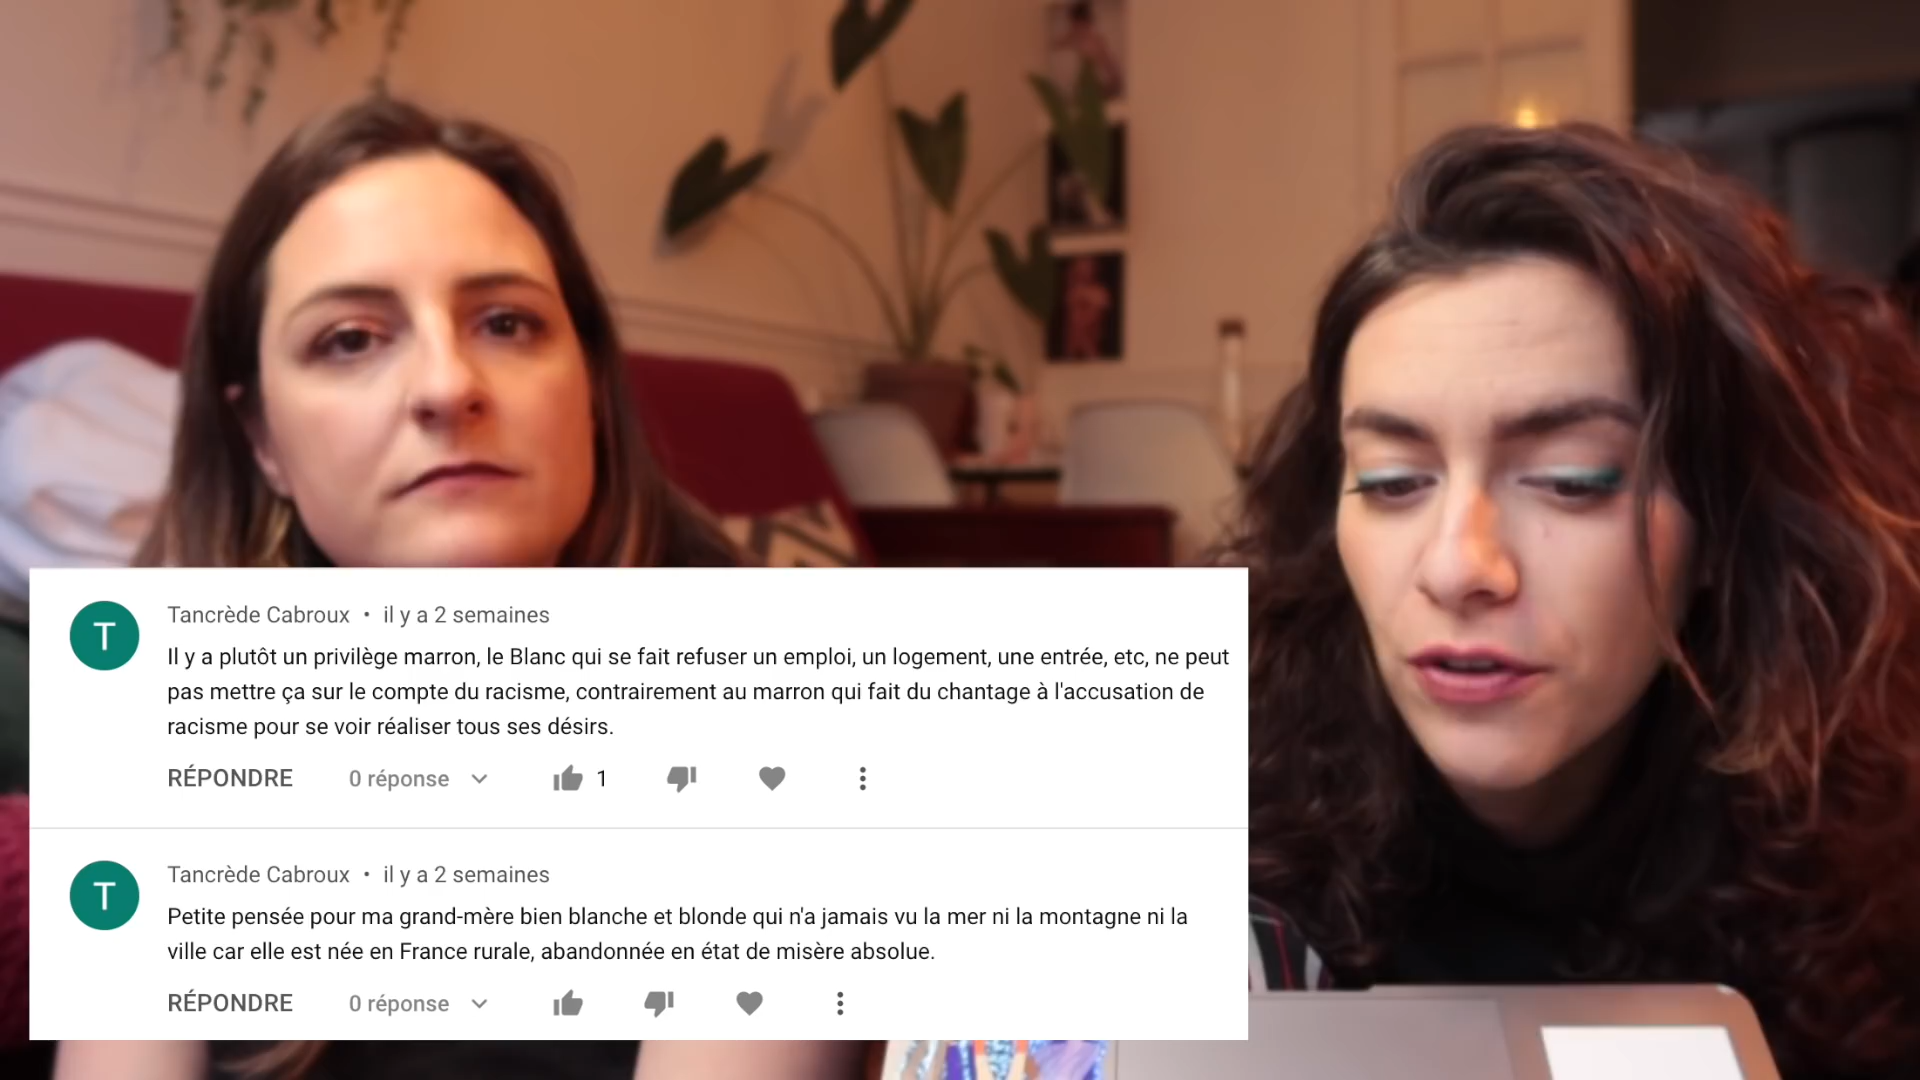 T
Tancrède Cabroux • il y a 2 semaines
Il y a plutôt un privilège marron, le Blanc qui se fait refuser un emploi, un logement, une entrée, etc, ne peut
pas mettre ça sur le compte du racisme, contrairement au marron qui fait du chantage à l'accusation de
racisme pour se voir réaliser tous ses désirs.
RÉPONDRE 0 réponse 1
T
Tancrède Cabroux • il y a 2 semaines
Petite pensée pour ma grand-mère bien blanche et blonde qui n'a jamais vu la mer ni la montagne ni la
ville car elle est née en France rurale, abandonnée en état de misère absolue.
RÉPONDRE 0 réponse